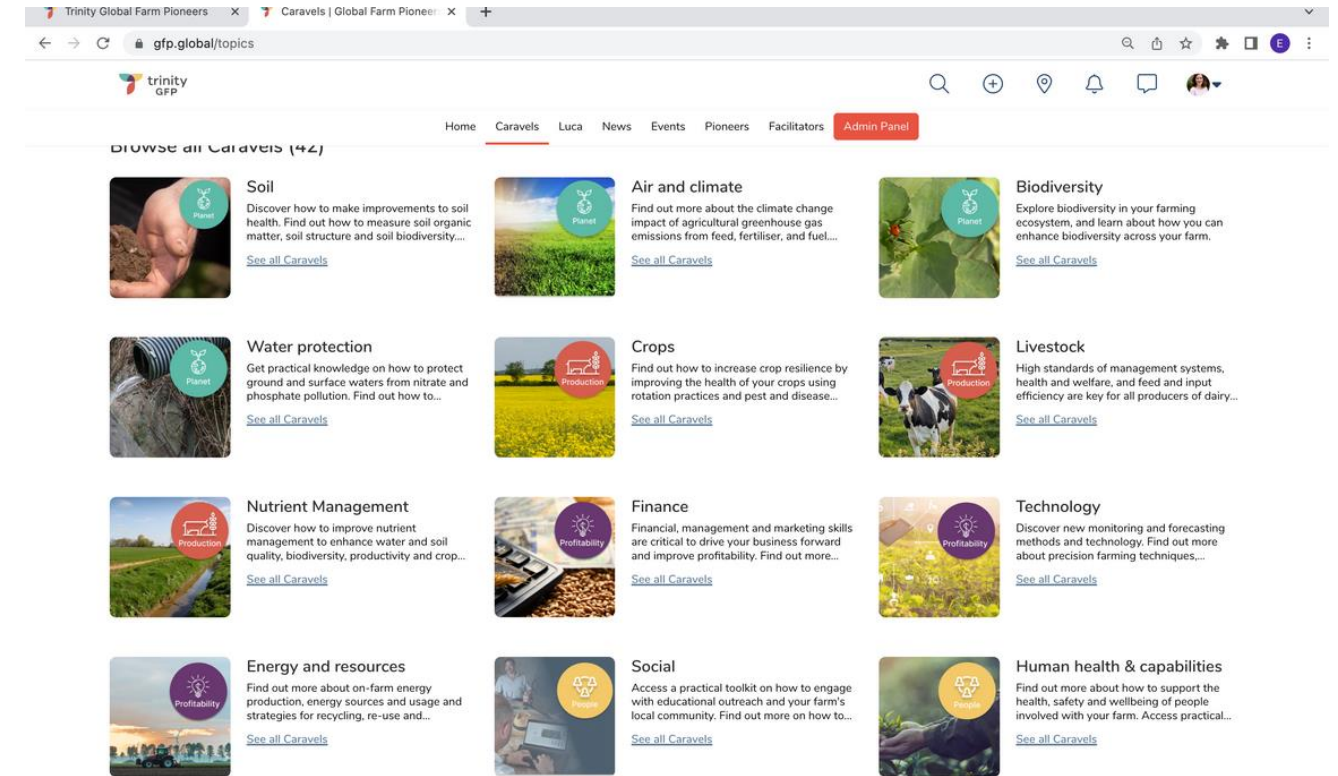 Trinity Global Farm Pioneers
Caravels | Global Farm Pioneer
gfp.global/topics
E
trinity
GFP
Home Caravels Luca News Events Pioneers Facilitators Admin Panel
Browse all Caravels (42)
Planet
Soil
Discover how to make improvements to soil
health. Find out how to measure soil organic
matter, soil structure and soil biodiversity....
See all Caravels
Planet
Air and climate
Find out more about the climate change
impact of agricultural greenhouse gas
emissions from feed, fertiliser, and fuel....
See all Caravels
Planet
Biodiversity
Explore biodiversity in your farming
ecosystem, and learn about how you can
enhance biodiversity across your farm.
See all Caravels
Planet
Water protection
Get practical knowledge on how to protect
ground and surface waters from nitrate and
phosphate pollution. Find out how to...
See all Caravels
Production
Crops
Find out how to increase crop resilience by
improving the health of your crops using
rotation practices and pest and disease...
See all Caravels
Production
Livestock
High standards of management systems,
health and welfare, and feed and input
efficiency are key for all producers of dairy...
See all Caravels
Production
Nutrient Management
Discover how to improve nutrient
management to enhance water and soil
quality, biodiversity, productivity and crop...
See all Caravels
Profitability
Finance
Financial, management and marketing skills
are critical to drive your business forward
and improve profitability. Find out more...
See all Caravels
Profitability
Technology
Discover new monitoring and forecasting
methods and technology. Find out more
about precision farming techniques,...
See all Caravels
Profitability
Energy and resources
Find out more about on-farm energy
production, energy sources and usage and
strategies for recycling, re-use and...
See all Caravels
People
Social
Access a practical toolkit on how to engage
with educational outreach and your farm's
local community. Find out more on how to...
See all Caravels
People
Human health & capabilities
Find out more about how to support the
health, safety and wellbeing of people
involved with your farm. Access practical...
See all Caravels